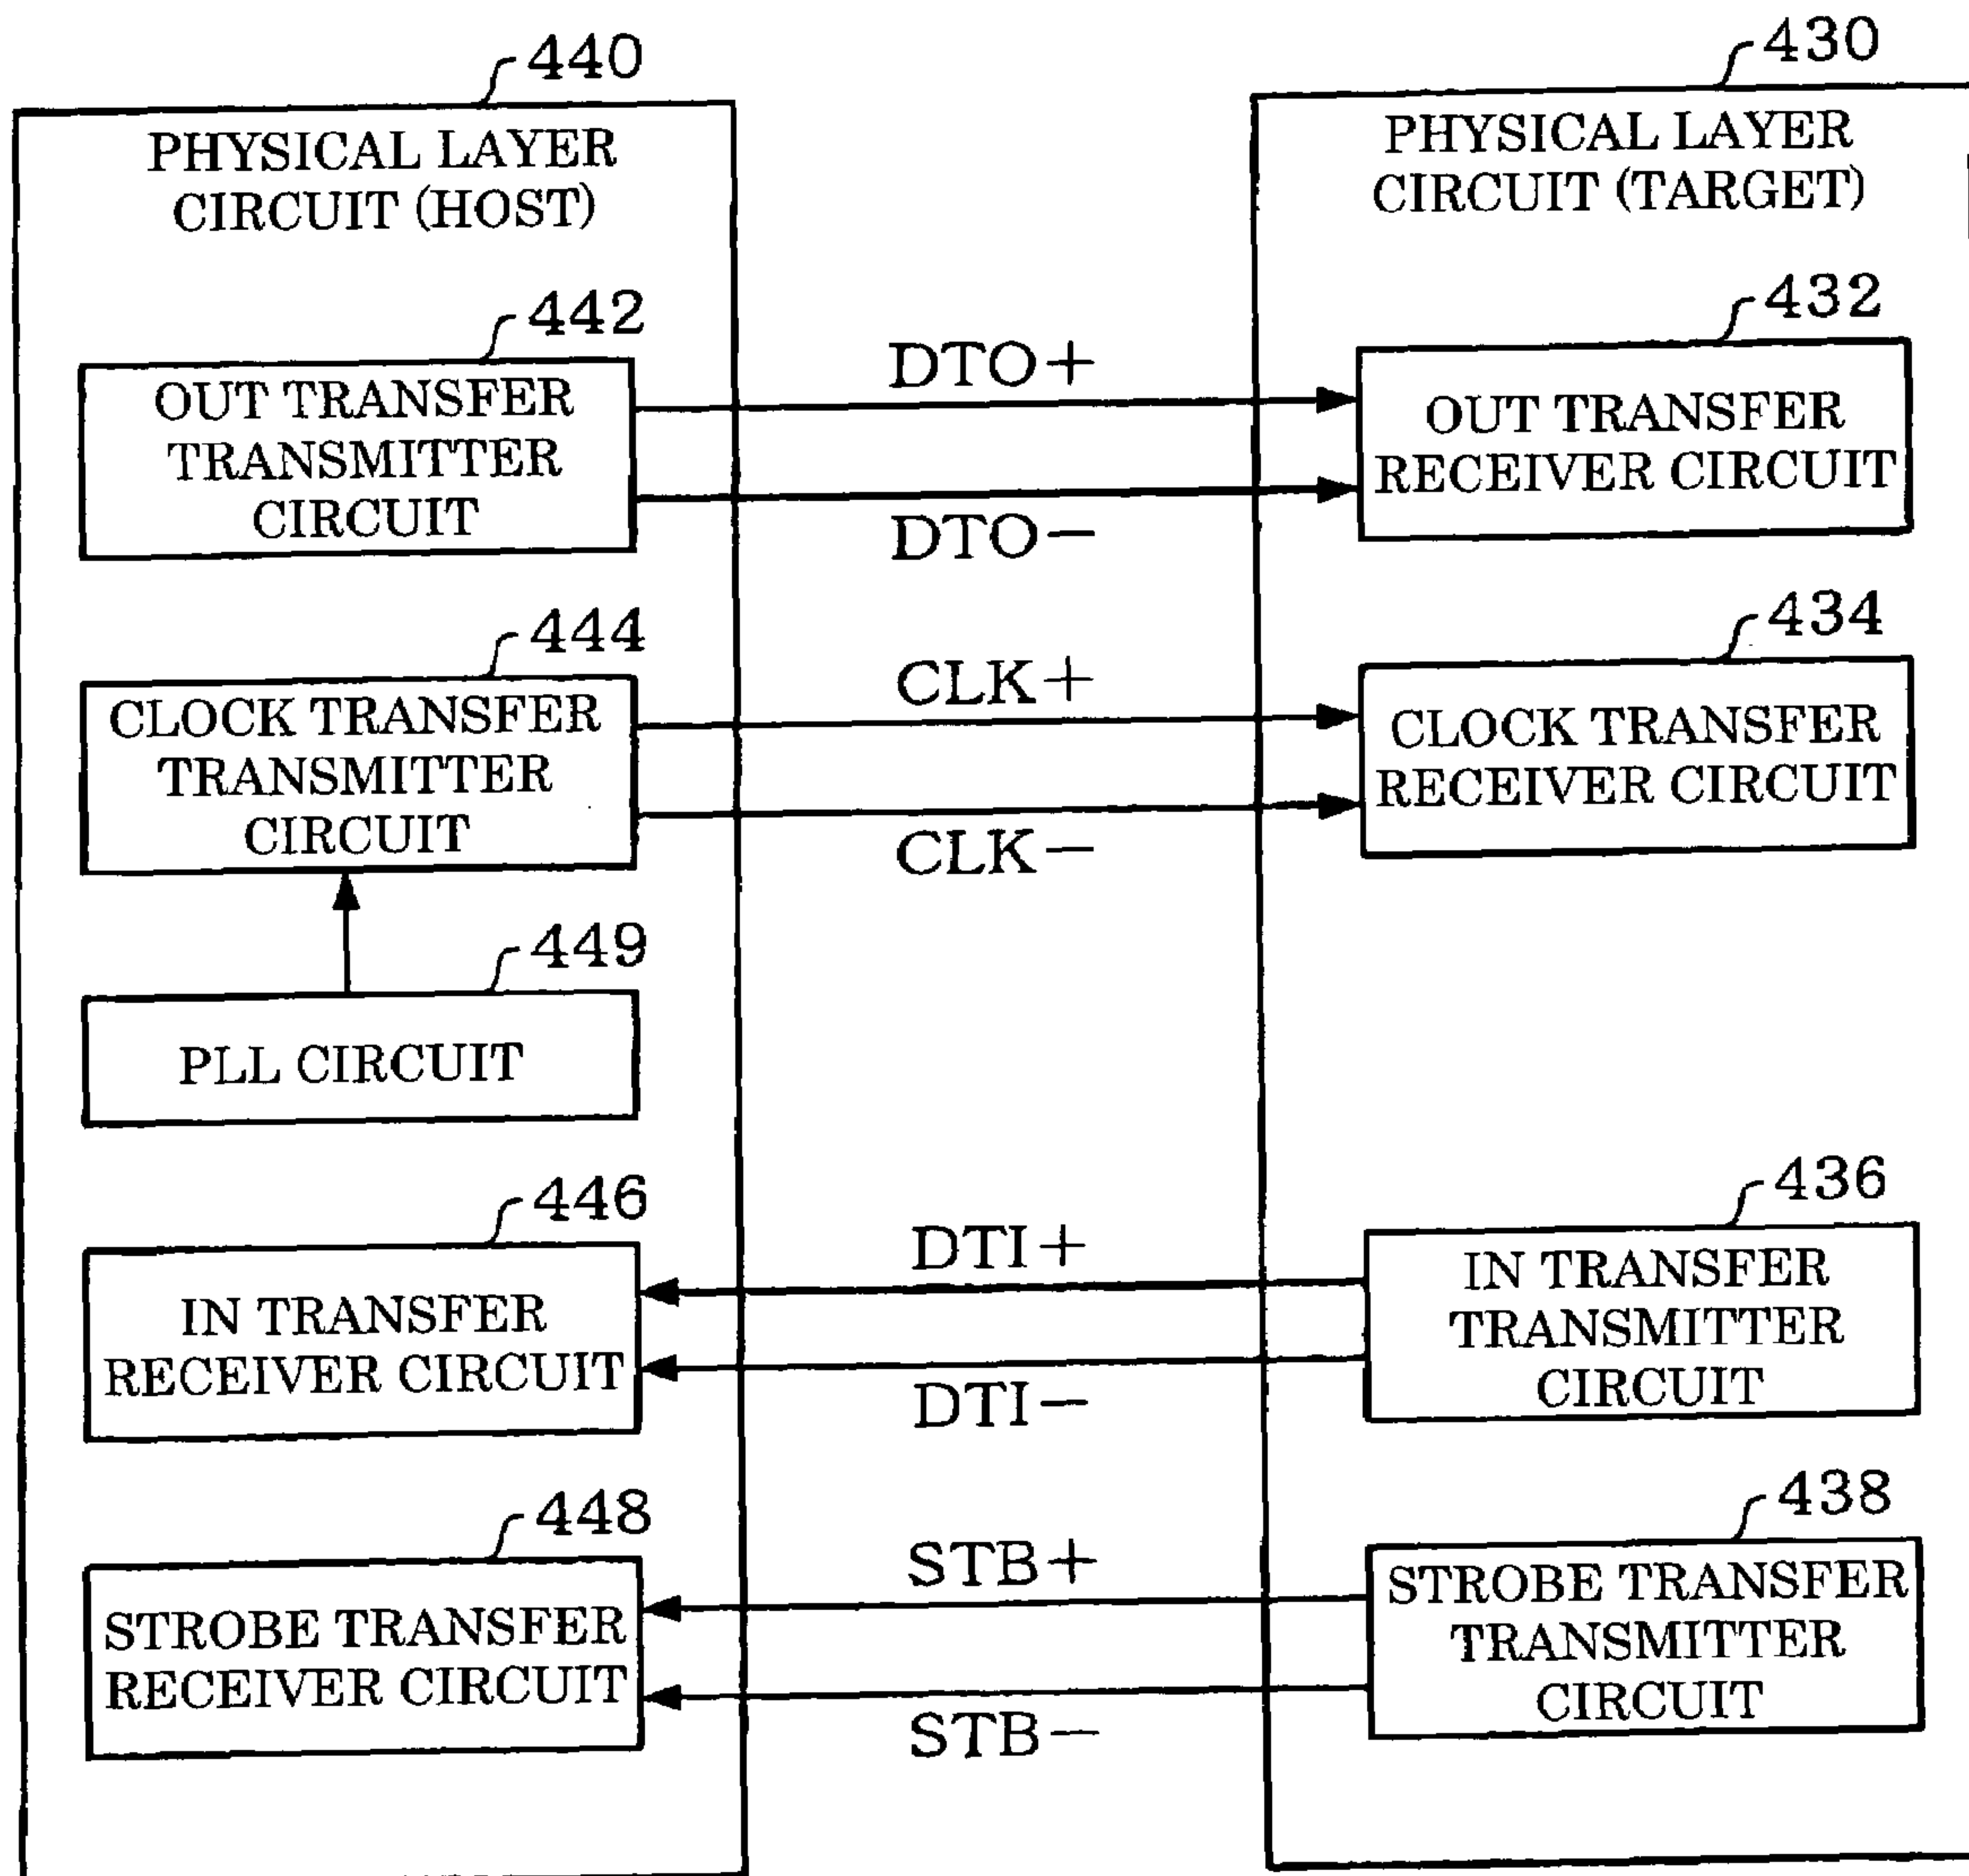 440
PHYSICAL LAYER
CIRCUIT (HOST)
430
PHYSICAL LAYER
CIRCUIT (TARGET)
442
OUT TRANSFER
TRANSMITTER
CIRCUIT
DTO+
DTO−
432
OUT TRANSFER
RECEIVER CIRCUIT
444
CLOCK TRANSFER
TRANSMITTER
CIRCUIT
CLK+
CLK−
434
CLOCK TRANSFER
RECEIVER CIRCUIT
449
PLL CIRCUIT
446
IN TRANSFER
RECEIVER CIRCUIT
DTI+
DTI−
436
IN TRANSFER
TRANSMITTER
CIRCUIT
448
STROBE TRANSFER
RECEIVER CIRCUIT
STB+
STB−
438
STROBE TRANSFER
TRANSMITTER
CIRCUIT